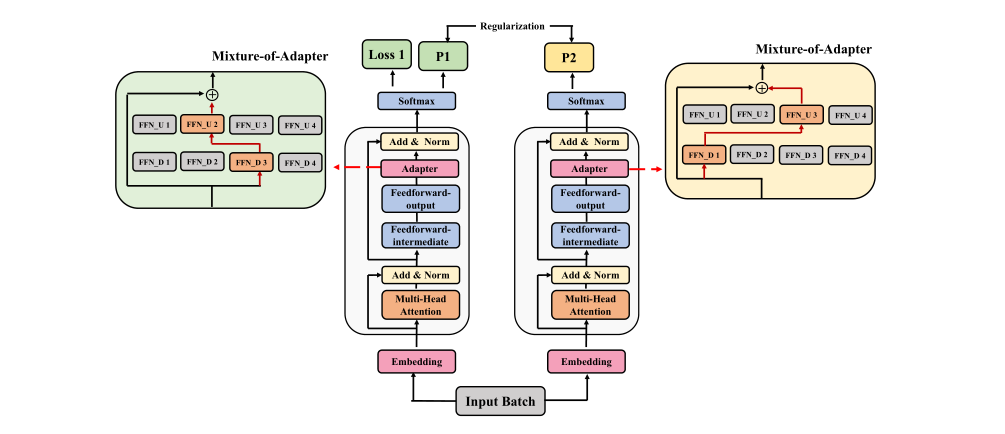 Regularization
Mixture-of-Adapter
Loss 1
P1
P2
Mixture-of-Adapter
Softmax
Softmax
FFN_U 1
FFN_U 2
FFN_U 3
FFN_U 4
FFN_D 1
FFN_D 2
FFN_D 3
FFN_D 4
Add & Norm
Adapter
Feedforward-
output
Feedforward-
intermediate
Add & Norm
Multi-Head
Attention
Embedding
Add & Norm
Adapter
Feedforward-
output
Feedforward-
intermediate
Add & Norm
Multi-Head
Attention
Embedding
FFN_U 1
FFN_U 2
FFN_U 3
FFN_U 4
FFN_D 1
FFN_D 2
FFN_D 3
FFN_D 4
Input Batch